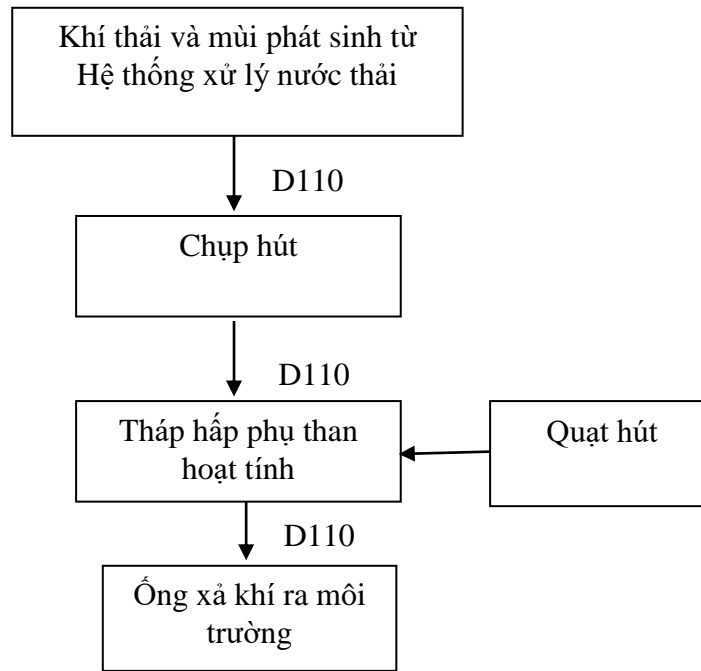 Khí thải và mùi phát sinh từ
Hệ thống xử lý nước thải
D110
Chụp hút
D110
Tháp hấp phụ than
hoạt tính
Quạt hút
D110
Ống xả khí ra môi
trường